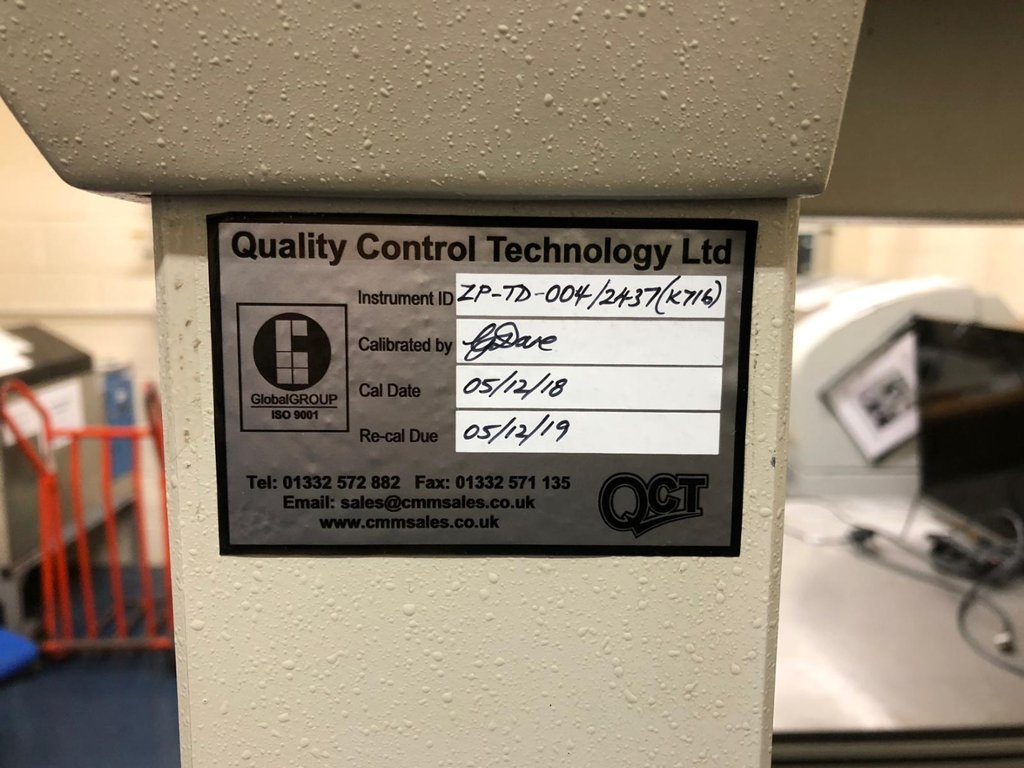 Quality Control Technology Ltd
Instrument ID ZP-TD-004/2437(K716)
Calibrated by
Cal Date 05/12/18
Re-cal Due 05/12/19
GlobalGROUP
ISO 9001
Tel: 01332 572 882 Fax: 01332 571 135
Email: sales@cmmsales.co.uk
www.cmmsales.co.uk
QCT